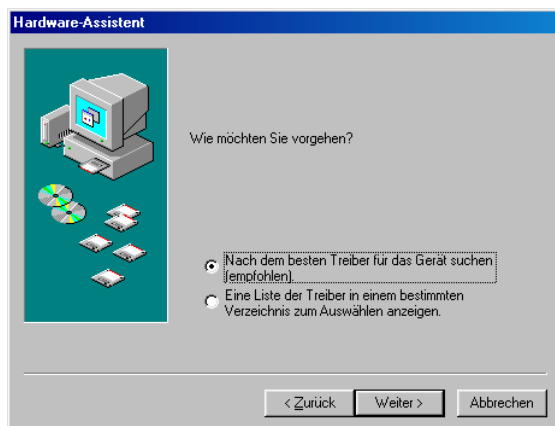 Hardware-Assistent
Wie möchten Sie vorgehen?
Nach dem besten Treiber für das Gerät suchen
(empfohlen).
Eine Liste der Treiber in einem bestimmten
Verzeichnis zum Auswählen anzeigen.
< Zurück
Weiter >
Abbrechen